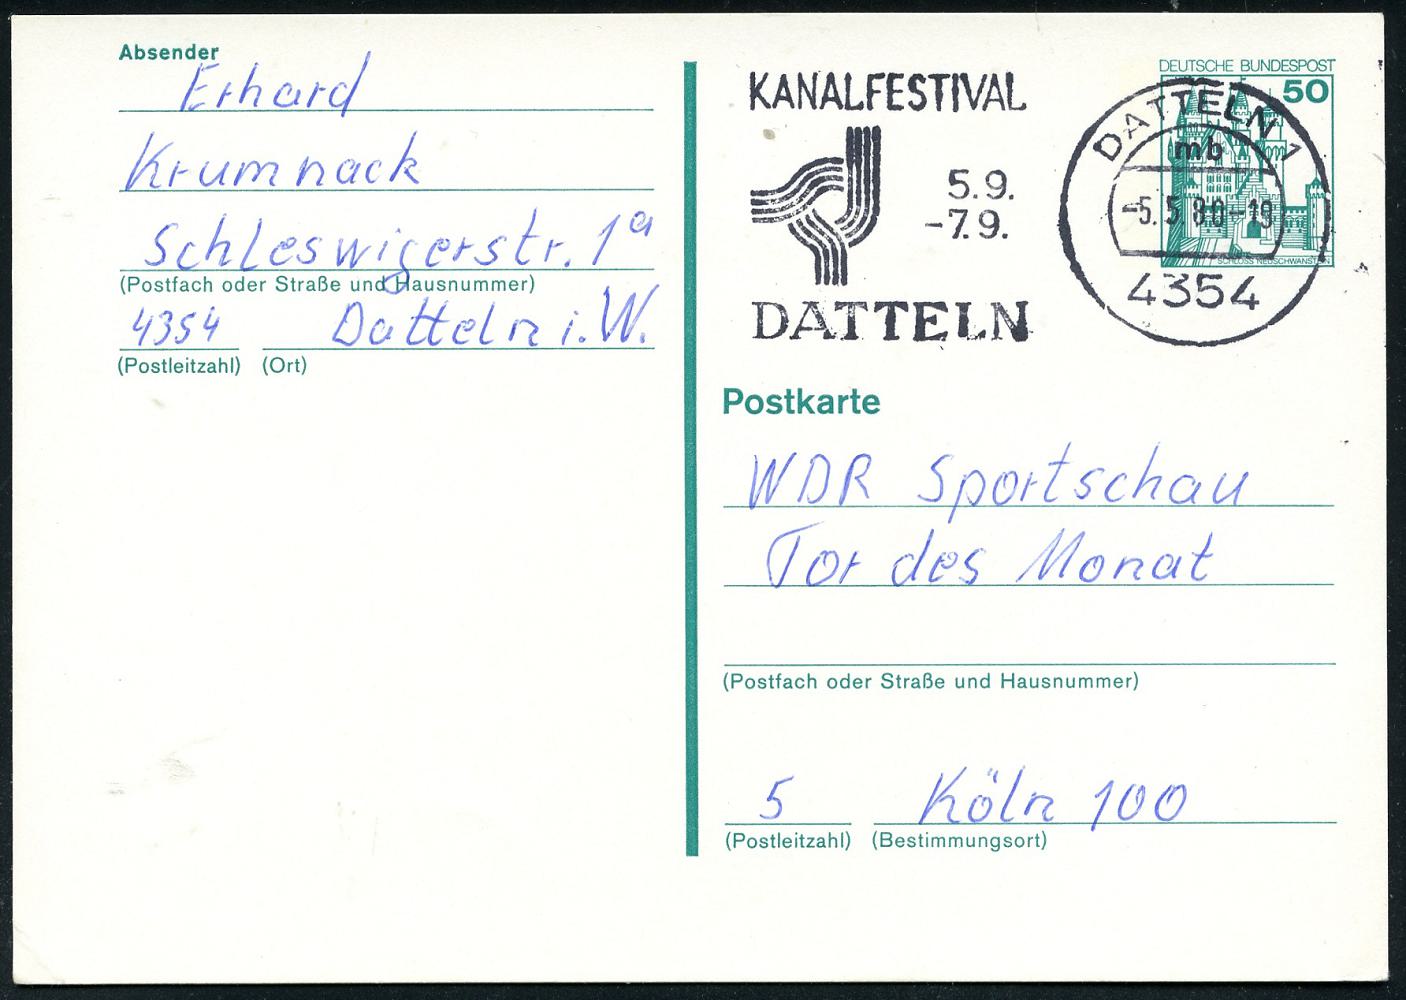 Absender
Erhard
Krumnack
Schleswigerstr. 1a
(Postfach oder Straße und Hausnummer)
4354 Datteln i. W.
(Postleitzahl) (Ort)
KANALFESTIVAL
5.9.
-7.9.
DATTELN
DEUTSCHE BUNDESPOST
50
DATTELN 1
mb
-5.5.80-19
4354
SCHLOSS NEUSCHWANSTEIN
Postkarte
WDR Sportschau
Tor des Monat
(Postfach oder Straße und Hausnummer)
5 Köln 100
(Postleitzahl) (Bestimmungsort)